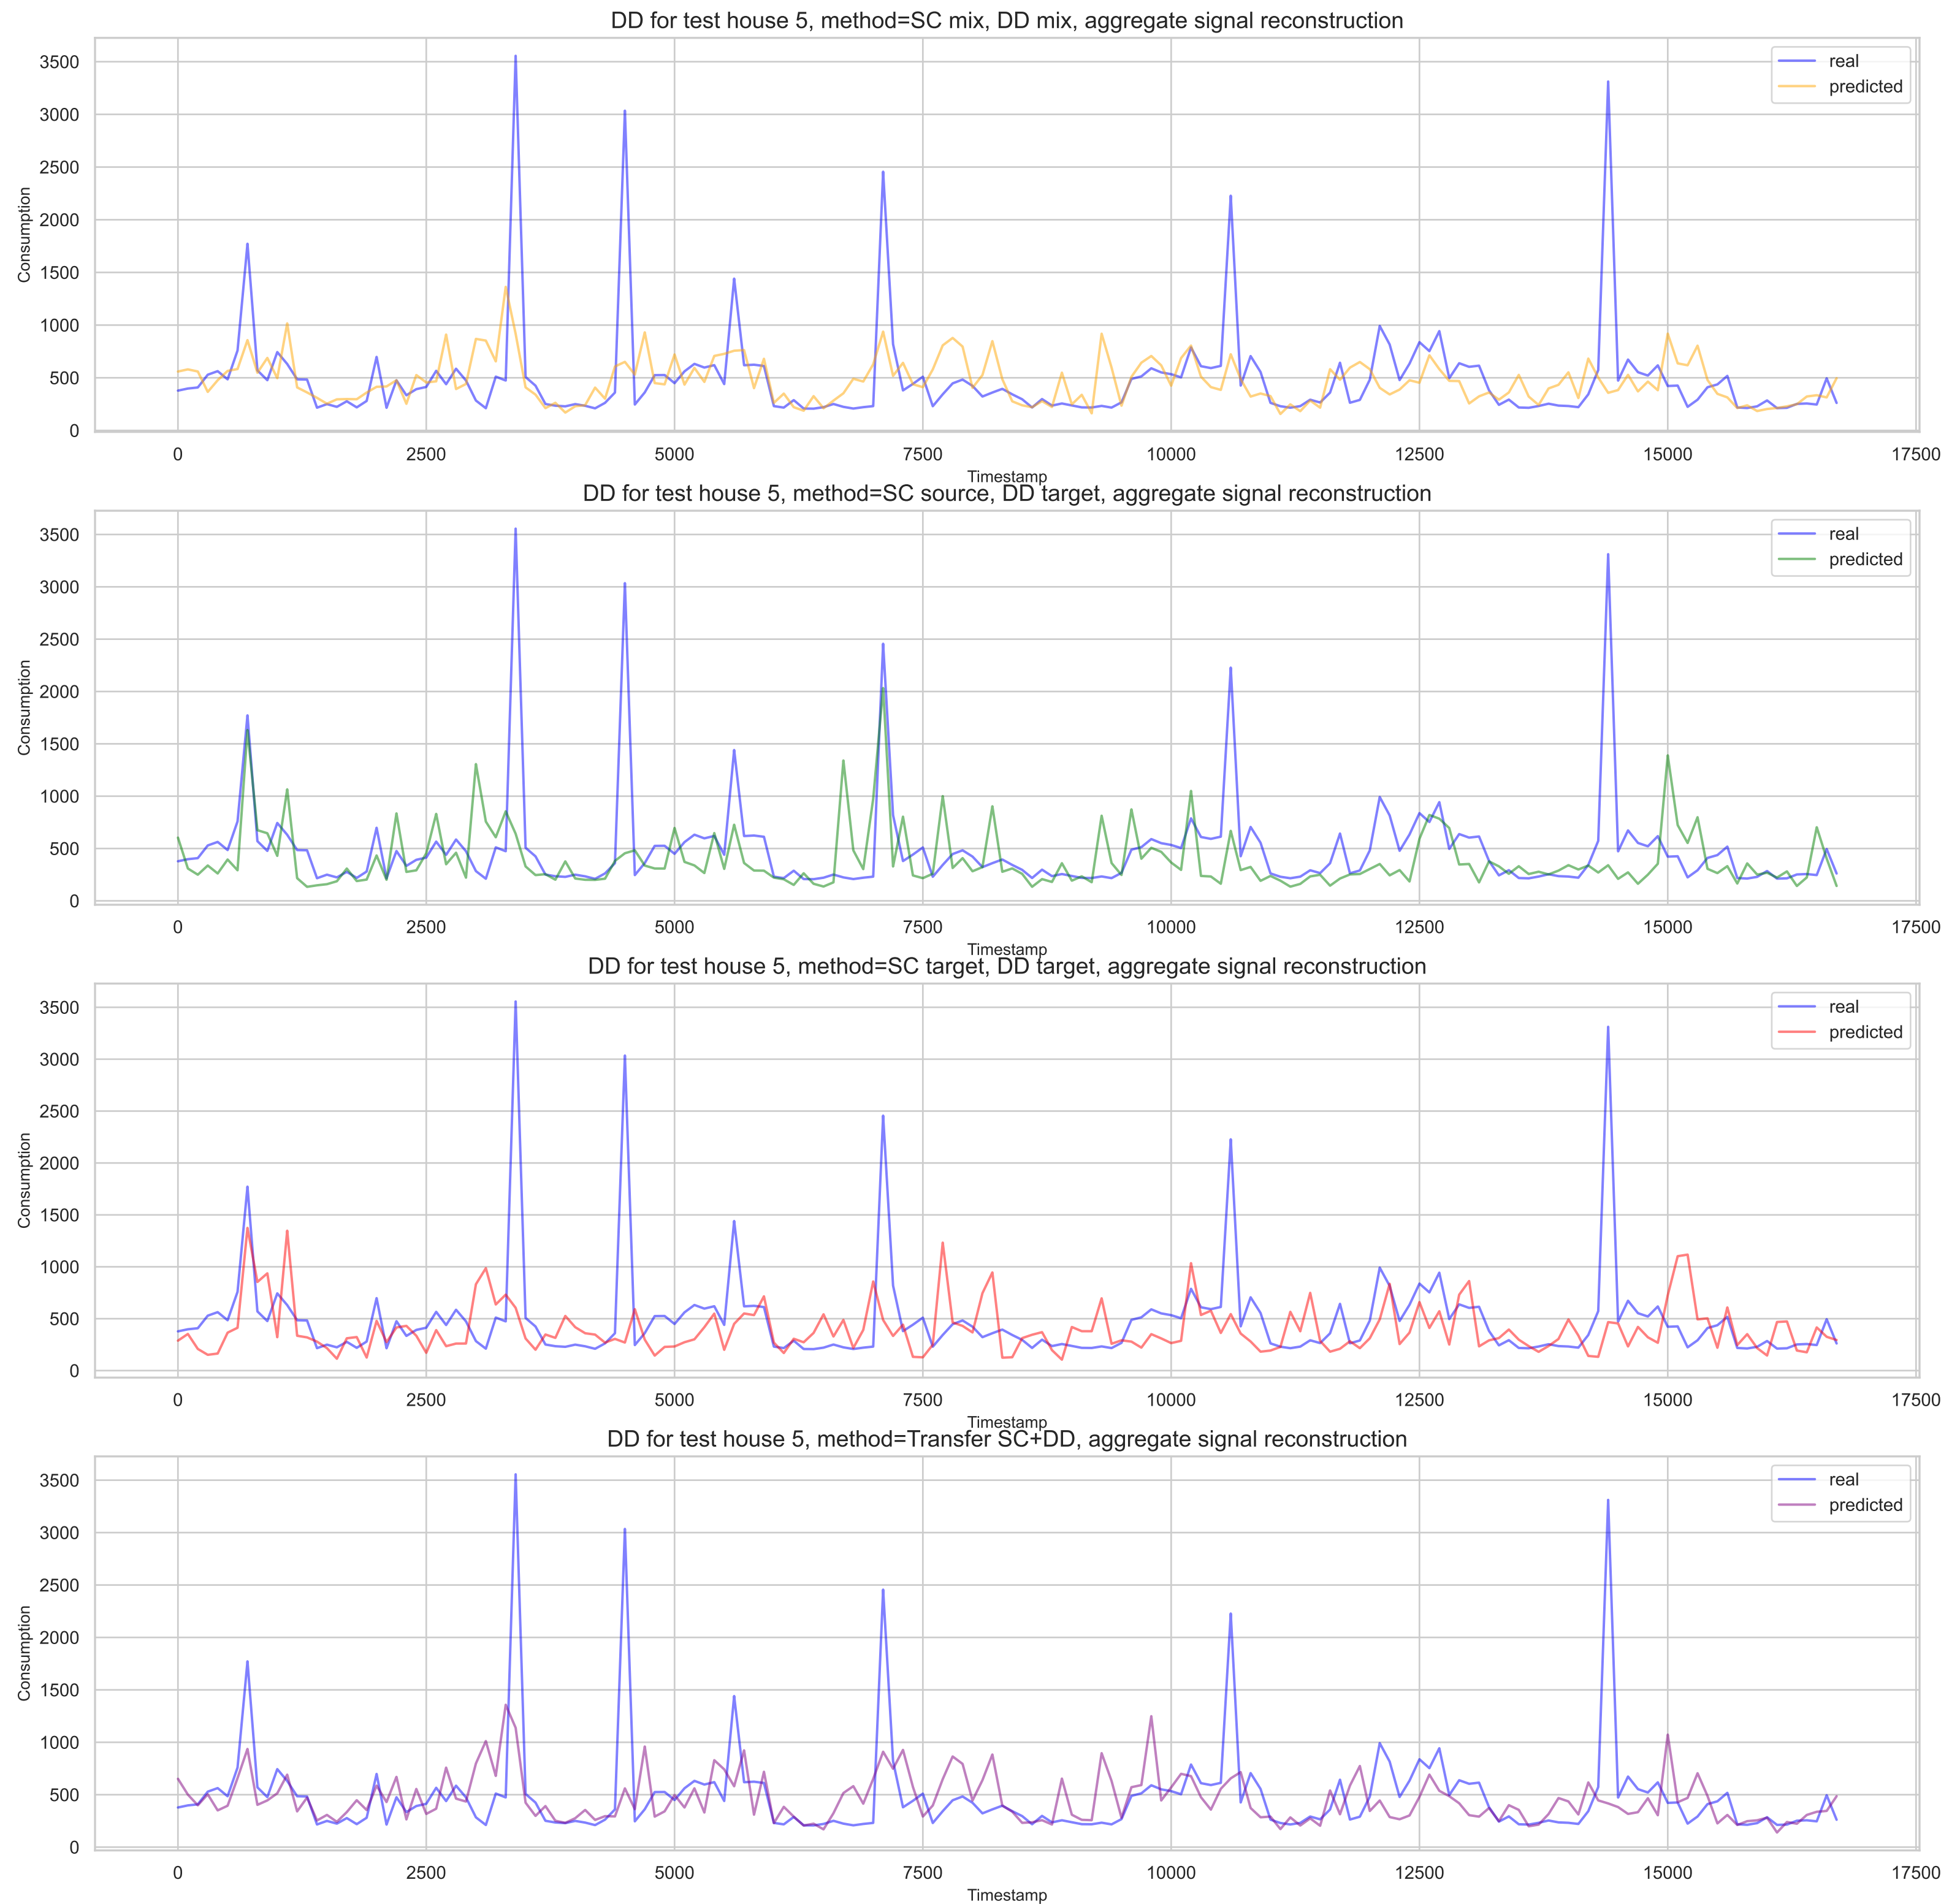 DD for test house 5, method=SC mix, DD mix, aggregate signal reconstruction
3500
3000
2500
2000
1500
1000
500
0
Consumption
real
predicted
0 2500 5000 7500 10000 12500 15000 17500
Timestamp
DD for test house 5, method=SC source, DD target, aggregate signal reconstruction
3500
3000
2500
2000
1500
1000
500
0
Consumption
real
predicted
0 2500 5000 7500 10000 12500 15000 17500
Timestamp
DD for test house 5, method=SC target, DD target, aggregate signal reconstruction
3500
3000
2500
2000
1500
1000
500
0
Consumption
real
predicted
0 2500 5000 7500 10000 12500 15000 17500
Timestamp
DD for test house 5, method=Transfer SC+DD, aggregate signal reconstruction
3500
3000
2500
2000
1500
1000
500
0
Consumption
real
predicted
0 2500 5000 7500 10000 12500 15000 17500
Timestamp